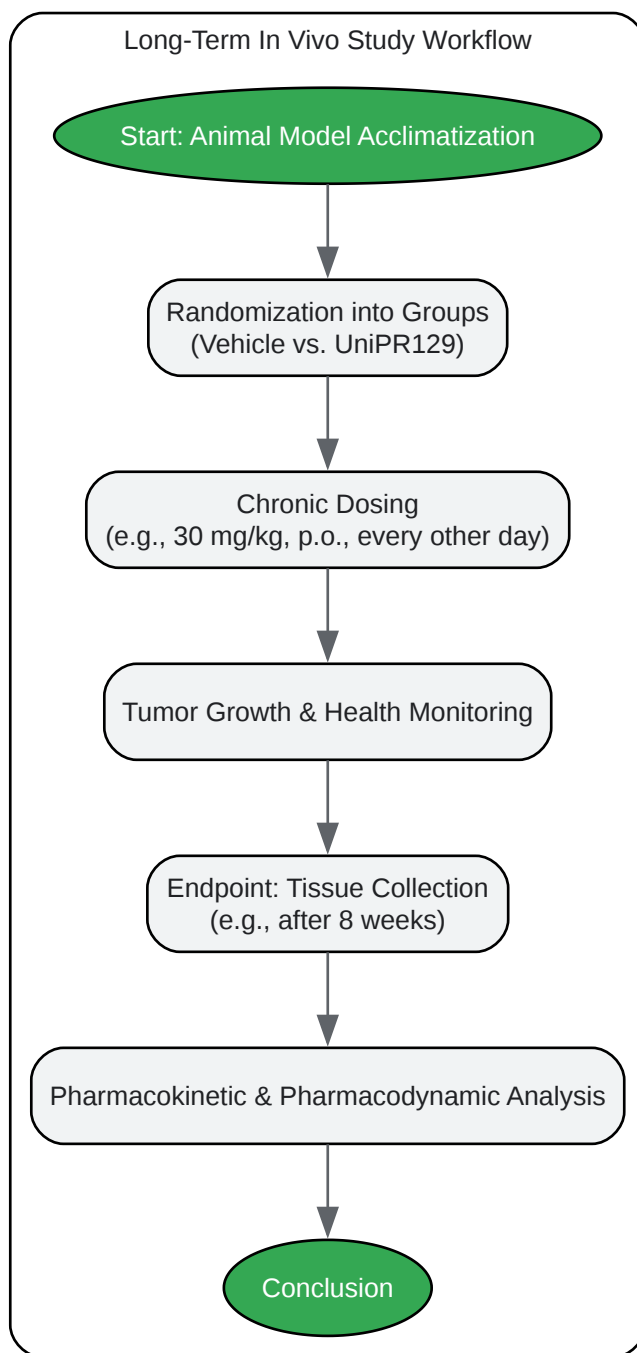 Long-Term In Vivo Study Workflow
Start: Animal Model Acclimatization
Randomization into Groups
(Vehicle vs. UniPR129)
Chronic Dosing
(e.g., 30 mg/kg, p.o., every other day)
Tumor Growth & Health Monitoring
Endpoint: Tissue Collection
(e.g., after 8 weeks)
Pharmacokinetic & Pharmacodynamic Analysis
Conclusion